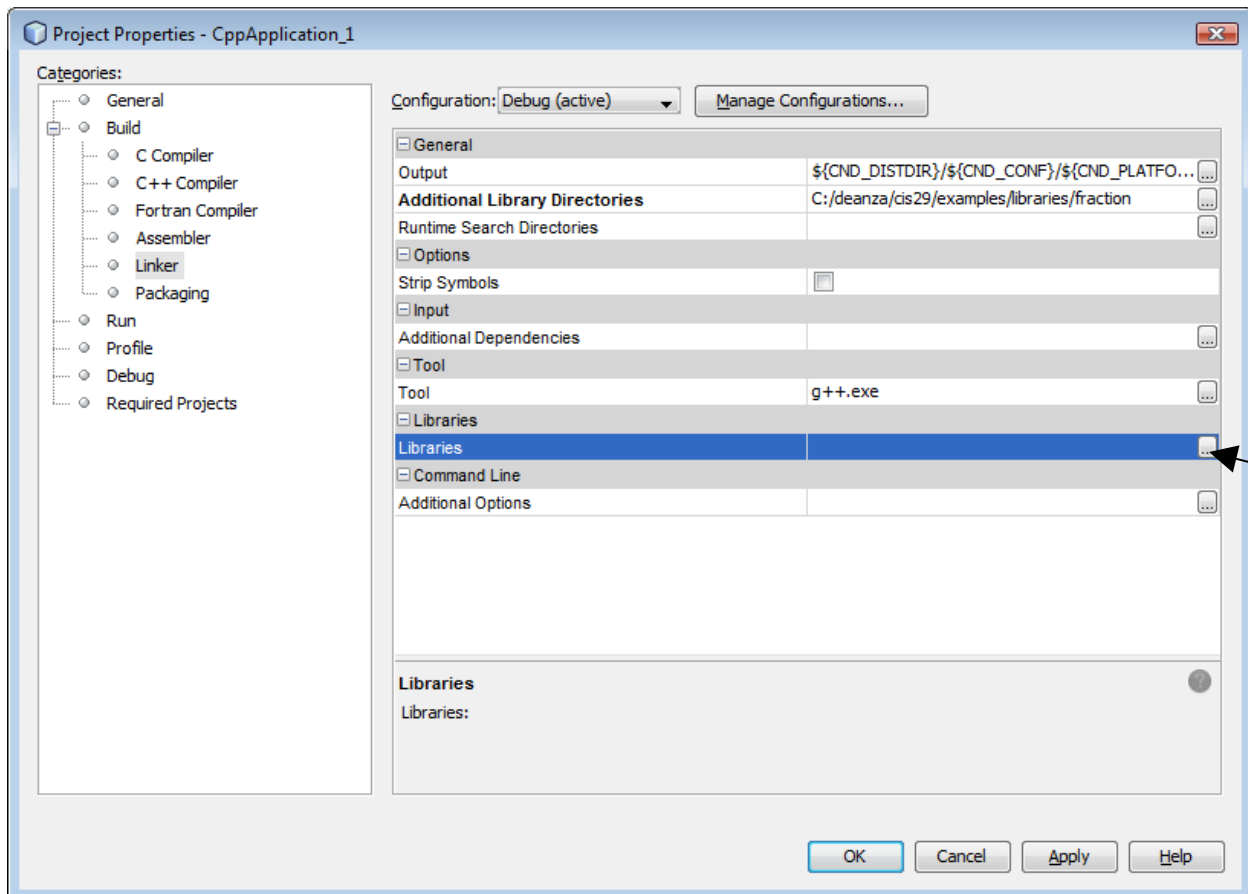 Project Properties - CppApplication_1
Categories:
General
Build
C Compiler
C++ Compiler
Fortran Compiler
Assembler
Linker
Packaging
Run
Profile
Debug
Required Projects
Configuration: Debug (active) Manage Configurations...
General
Output ${CND_DISTDIR}/${CND_CONF}/${CND_PLATFO... ...
Additional Library Directories C:/deanza/cis29/examples/libraries/fraction ...
Runtime Search Directories ...
Options
Strip Symbols
Input
Additional Dependencies ...
Tool
Tool g++.exe ...
Libraries
Libraries ...
Command Line
Additional Options ...
Libraries ?
Libraries:
OK Cancel Apply Help